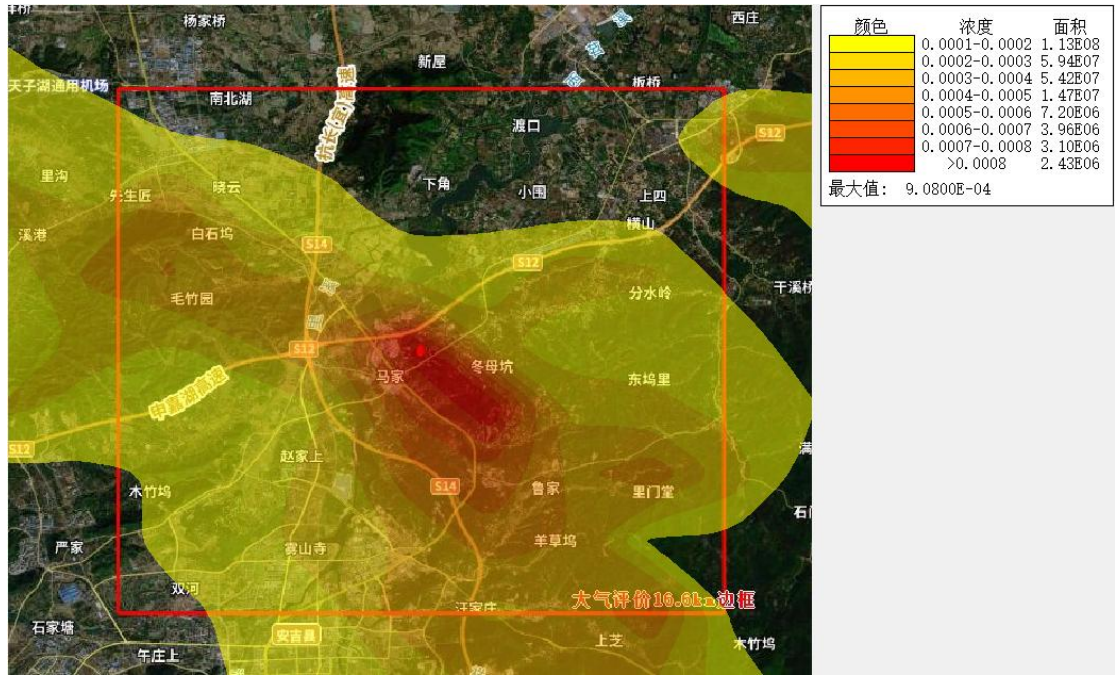 杨家桥
西庄
新屋
天子湖通用机场
南北湖
板桥
抗长(宜)高速
渡口
S12
里沟
先生匠
晓云
下角
小围
上四
横山
溪港
白石坞
S14
S12
毛竹园
分水岭
干溪桥
S12
马家
冬母坑
东坞里
申嘉湖高速
S12
赵家上
木竹坞
S14
鲁家
里门堂
严家
雾山寺
羊草坞
双河
汪家庄
大气评价16.6km边框
石家塘
安吉县
上芝
木竹坞
午庄上
颜色 浓度 面积
0.0001-0.0002 1.13E08
0.0002-0.0003 5.94E07
0.0003-0.0004 5.42E07
0.0004-0.0005 1.47E07
0.0005-0.0006 7.20E06
0.0006-0.0007 3.96E06
0.0007-0.0008 3.10E06
>0.0008 2.43E06
最大值: 9.0800E-04